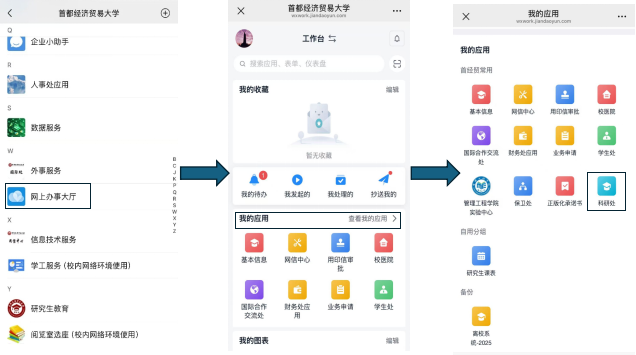 首都经济贸易大学
Q
企业小助手
R
人事处应用
S
数据服务
W
外事服务
网上办事大厅
X
信息技术服务
学工服务 (校内网络环境使用)
Y
研究生教育
阅览室选座 (校内网络环境使用)
B
C
J
K
P
Q
R
S
W
X
Y
Z
首都经济贸易大学
woxwork.jiandaoyun.com
工作台
搜索应用、表单、仪表盘
我的收藏
编辑
暂无收藏
1
我的待办
我发起的
我处理的
抄送我的
我的应用
查看我的应用
基本信息
网信中心
用印信审
批
校医院
国际合作
交流处
财务处应
用
业务申请
学生处
我的图表
编辑
我的应用
woxwork.jiandaoyun.com
我的应用
首经贸常用
基本信息
网信中心
用印信审批
校医院
国际合作交流
处
财务处应用
业务申请
学生处
管理工程学院
实验中心
保卫处
正版化承诺书
科研处
自用分组
研究生课表
备份
高校系
统-2025